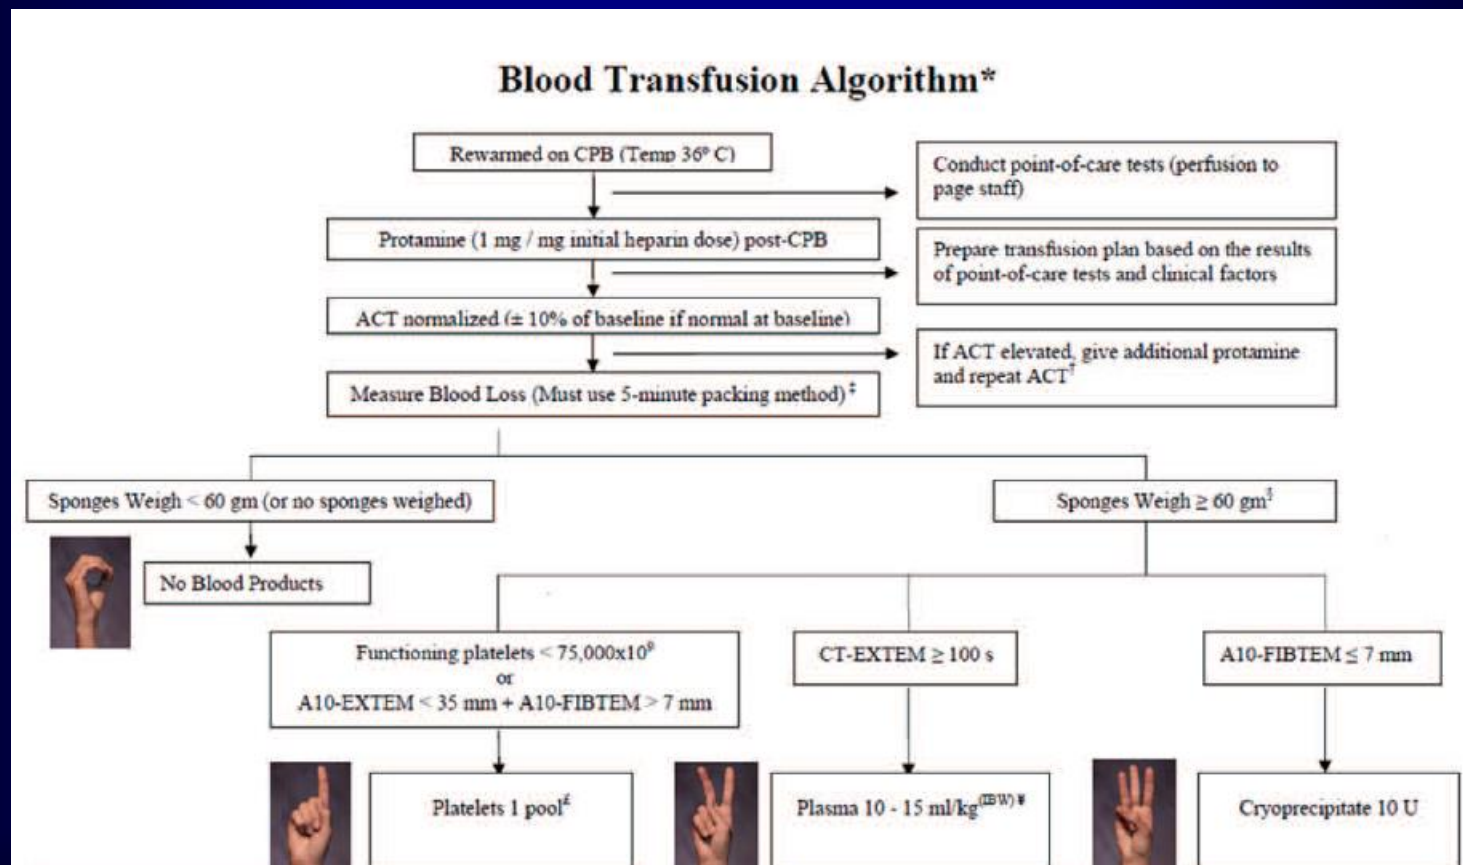 Blood Transfusion Algorithm*
Rewarmed on CPB (Temp 36º C)
Conduct point-of-care tests (perfusion to
page staff)
Protamine (1 mg / mg initial heparin dose) post-CPB
Prepare transfusion plan based on the results
of point-of-care tests and clinical factors
ACT normalized (± 10% of baseline if normal at baseline)
If ACT elevated, give additional protamine
and repeat ACT†
Measure Blood Loss (Must use 5-minute packing method)‡
Sponges Weigh < 60 gm (or no sponges weighed)
Sponges Weigh ≥ 60 gm§
No Blood Products
Functioning platelets < 75,000x10⁹
or
A10-EXTEM < 35 mm + A10-FIBTEM > 7 mm
CT-EXTEM ≥ 100 s
A10-FIBTEM ≤ 7 mm
Platelets 1 pool£
Plasma 10 - 15 ml/kg(IBW) ¥
Cryoprecipitate 10 U